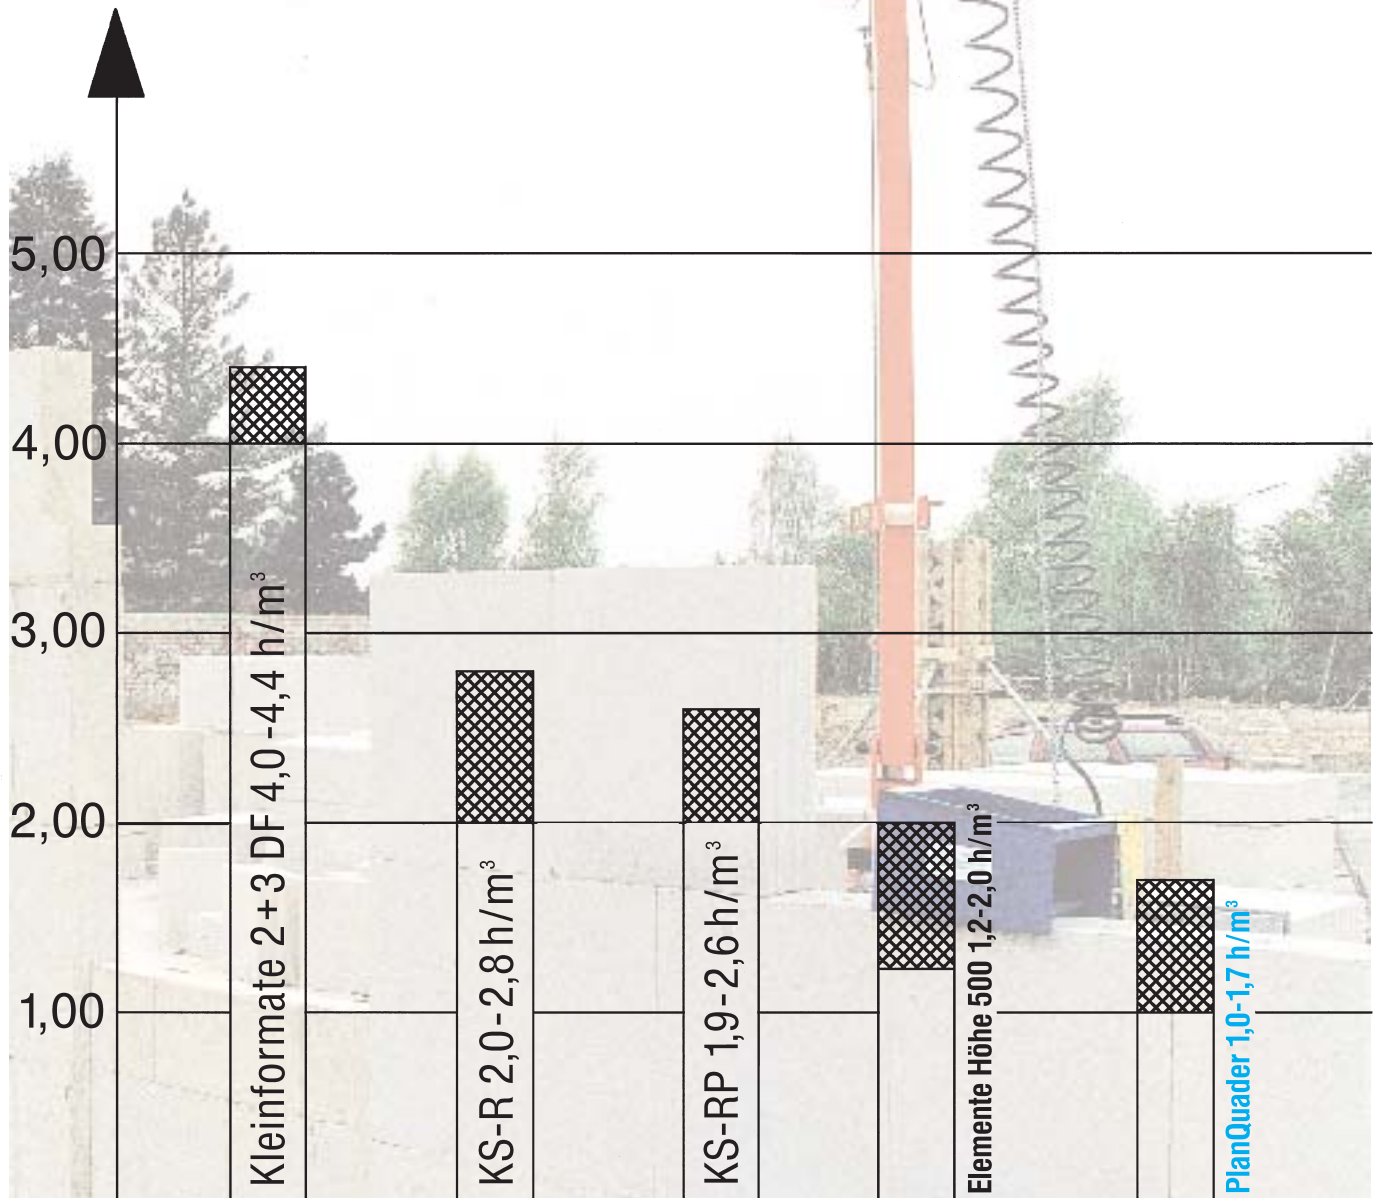 5,00
4,00
3,00
2,00
1,00
Kleinformate 2+3 DF 4,0-4,4 h/m³
KS-R 2,0-2,8 h/m³
KS-RP 1,9-2,6 h/m³
Elemente Höhe 500 1,2-2,0 h/m³
PlanQuader 1,0-1,7 h/m³